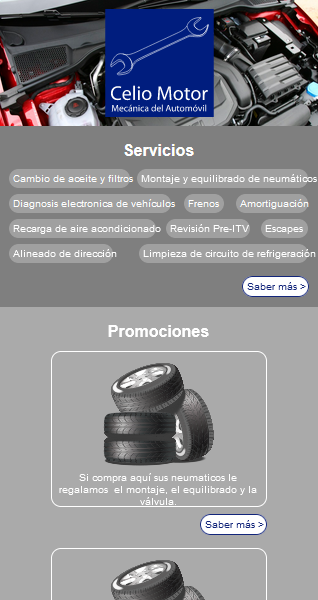 Celio Motor
Mecánica del Automóvil
Servicios
Cambio de aceite y filtros Montaje y equilibrado de neumáticos
Diagnosis electronica de vehículos Frenos Amortiguación
Recarga de aire acondicionado Revisión Pre-ITV Escapes
Alineado de dirección Limpieza de circuito de refrigeración
Saber más >
Promociones
Si compra aquí sus neumaticos le
regalamos el montaje, el equilibrado y la
válvula.
Saber más >